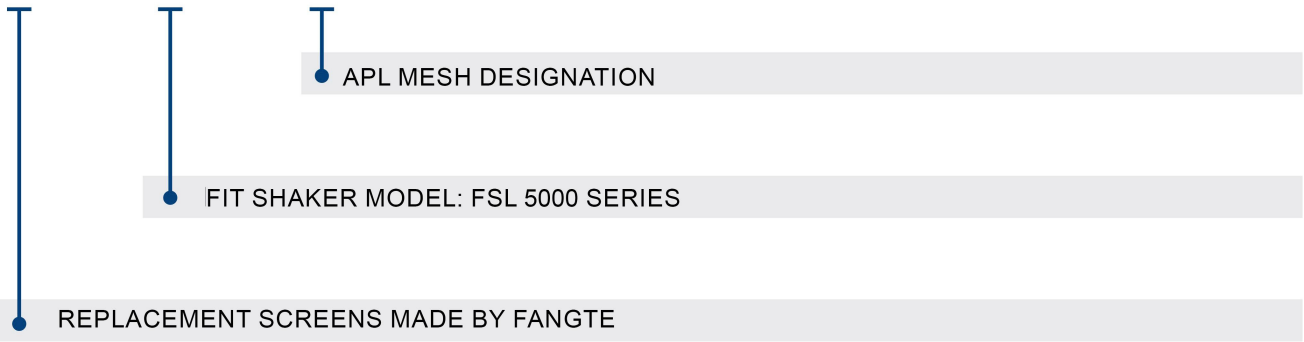 APL MESH DESIGNATION
FIT SHAKER MODEL: FSL 5000 SERIES
REPLACEMENT SCREENS MADE BY FANGTE